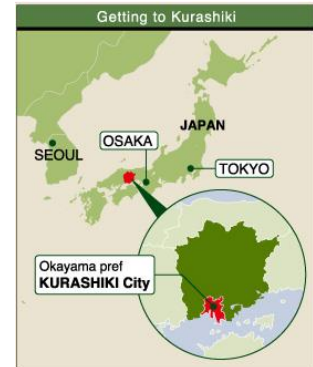 Getting to Kurashiki
JAPAN
OSAKA
SEOUL
TOKYO
Okayama pref
KURASHIKI City